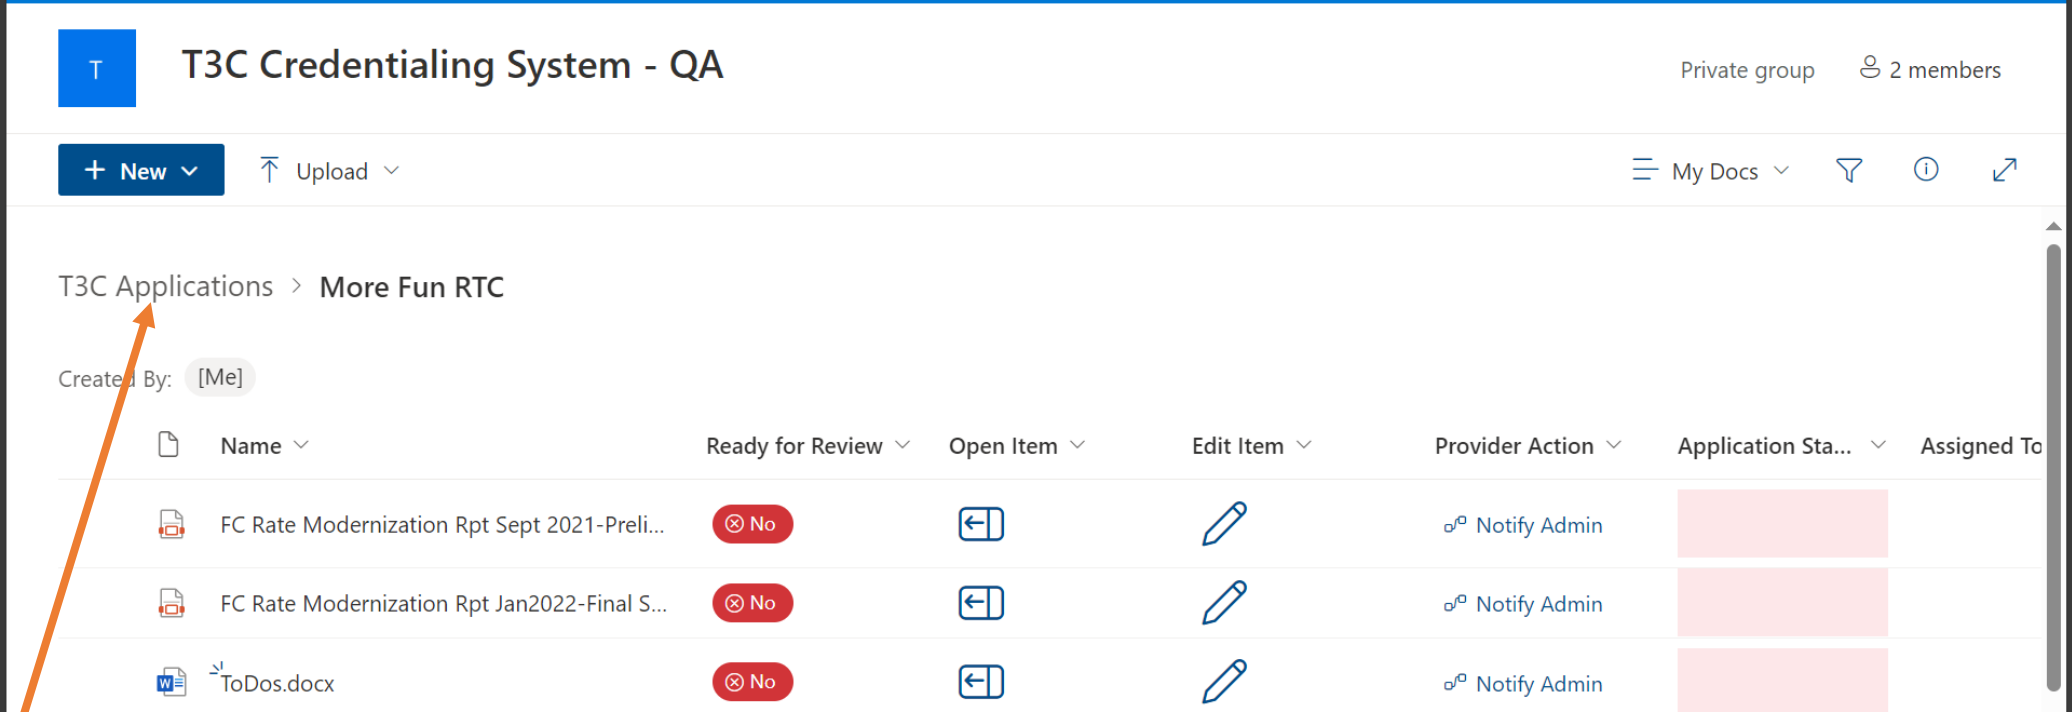 T
T3C Credentialing System - QA
Private group
2 members
New
Upload
My Docs
T3C Applications > More Fun RTC
Created By: [Me]
Name Ready for Review Open Item Edit Item Provider Action Application Sta... Assigned To
FC Rate Modernization Rpt Sept 2021-Preli... No Notify Admin
FC Rate Modernization Rpt Jan2022-Final S... No Notify Admin
ToDos.docx No Notify Admin